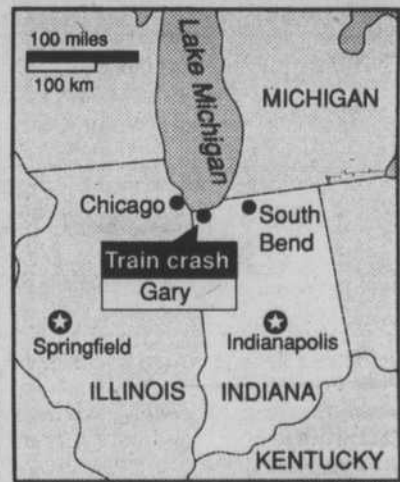 100 miles
100 km
Lake Michigan
MICHIGAN
Chicago
South
Bend
Train crash
Gary
Springfield
Indianapolis
ILLINOIS
INDIANA
KENTUCKY